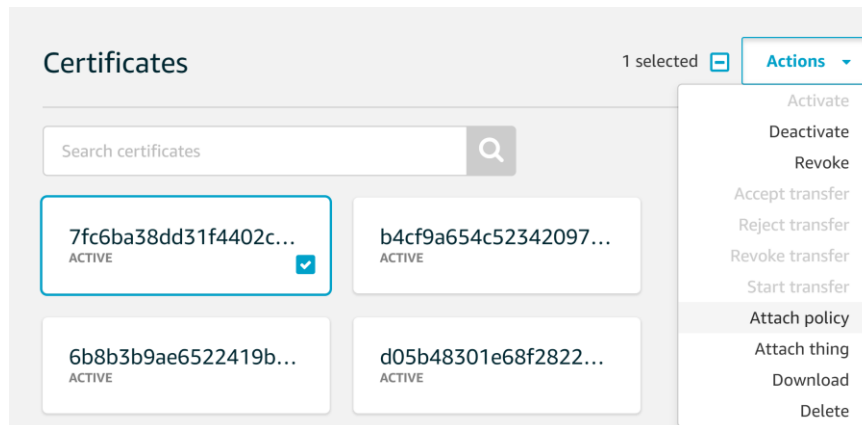 Certificates
1 selected
Actions
Activate
Deactivate
Revoke
Accept transfer
Reject transfer
Revoke transfer
Start transfer
Attach policy
Attach thing
Download
Delete
Search certificates
7fc6ba38dd31f4402c...
ACTIVE
b4cf9a654c52342097...
ACTIVE
6b8b3b9ae6522419b...
ACTIVE
d05b48301e68f2822...
ACTIVE